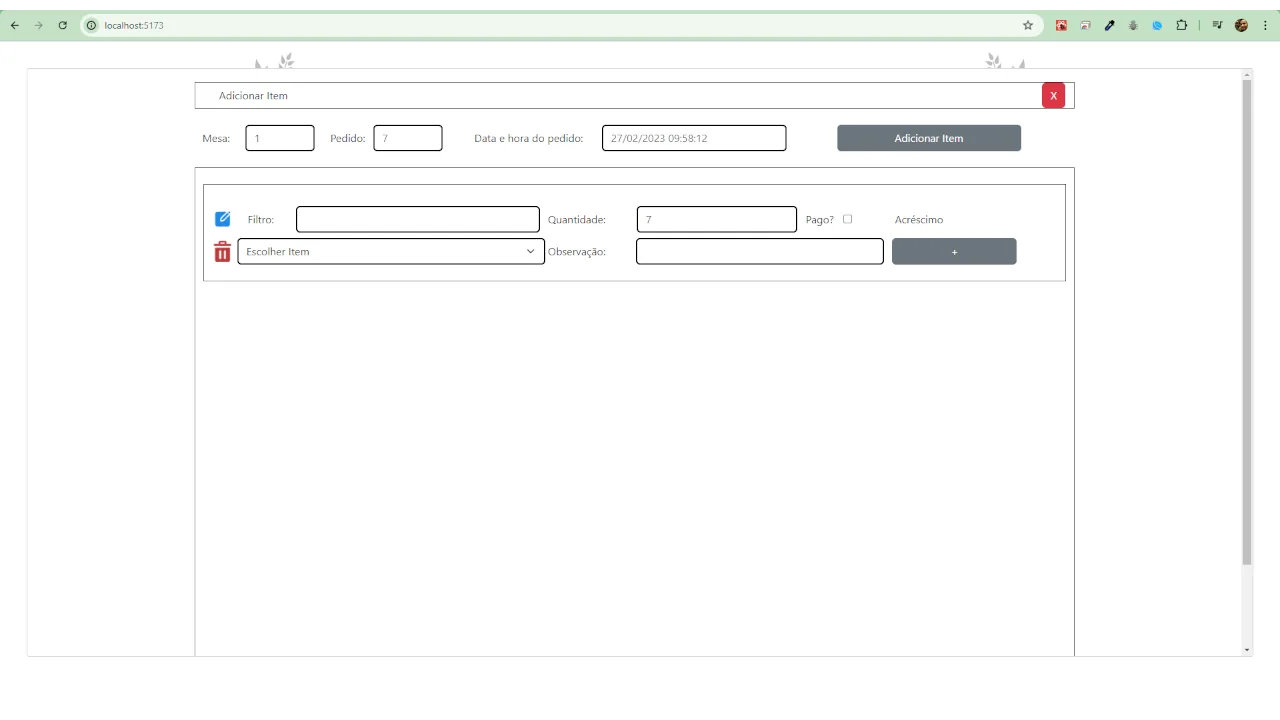 localhost:5173
Adicionar Item X
Mesa: 1 Pedido: 7 Data e hora do pedido: 27/02/2023 09:58:12 Adicionar Item
Filtro: Quantidade: 7 Pago? Acréscimo
Escolher Item Observação: +